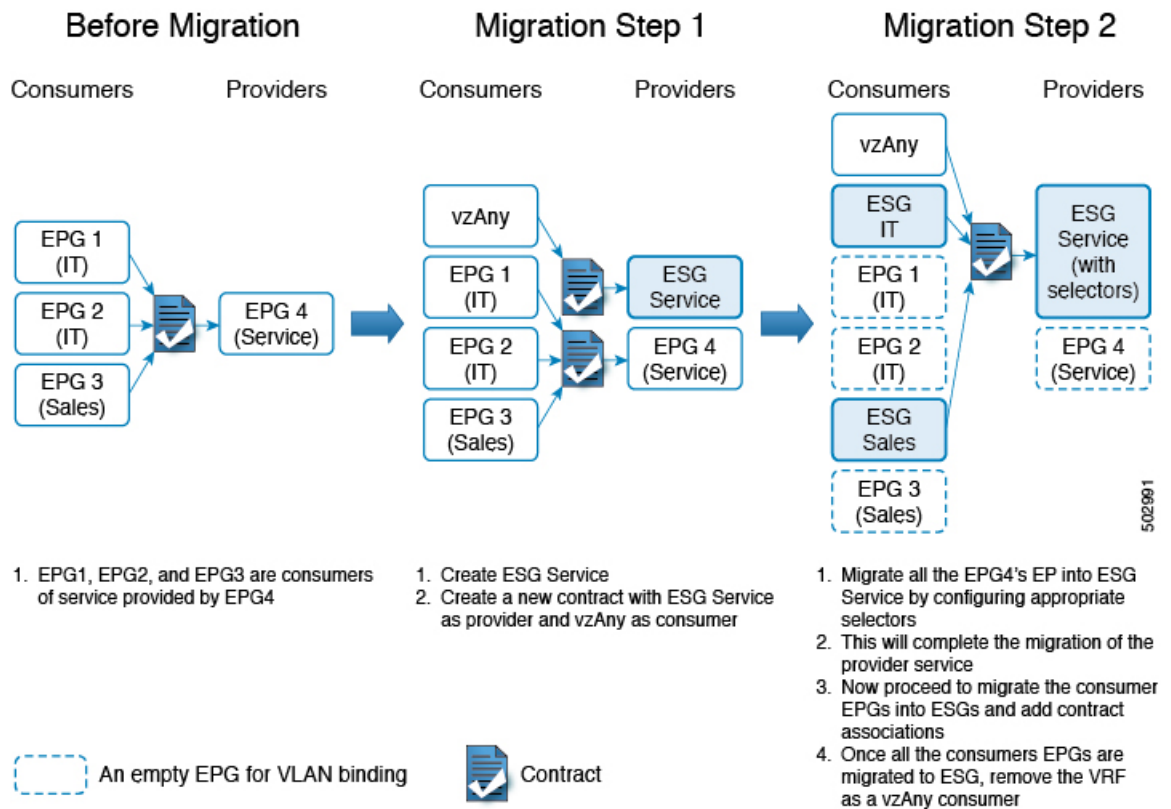 Before Migration
Consumers
Providers
EPG 1
(IT)
EPG 2
(IT)
EPG 3
(Sales)
EPG 4
(Service)
1. EPG1, EPG2, and EPG3 are consumers
of service provided by EPG4
Migration Step 1
Consumers
Providers
vzAny
EPG 1
(IT)
EPG 2
(IT)
EPG 3
(Sales)
ESG
Service
EPG 4
(Service)
1. Create ESG Service
2. Create a new contract with ESG Service
as provider and vzAny as consumer
Migration Step 2
Consumers
Providers
vzAny
ESG
IT
EPG 1
(IT)
EPG 2
(IT)
ESG
Sales
EPG 3
(Sales)
ESG
Service
(with
selectors)
EPG 4
(Service)
502991
1. Migrate all the EPG4's EP into ESG
Service by configuring appropriate
selectors
2. This will complete the migration of the
provider service
3. Now proceed to migrate the consumer
EPGs into ESGs and add contract
associations
4. Once all the consumers EPGs are
migrated to ESG, remove the VRF
as a vzAny consumer
An empty EPG for VLAN binding
Contract